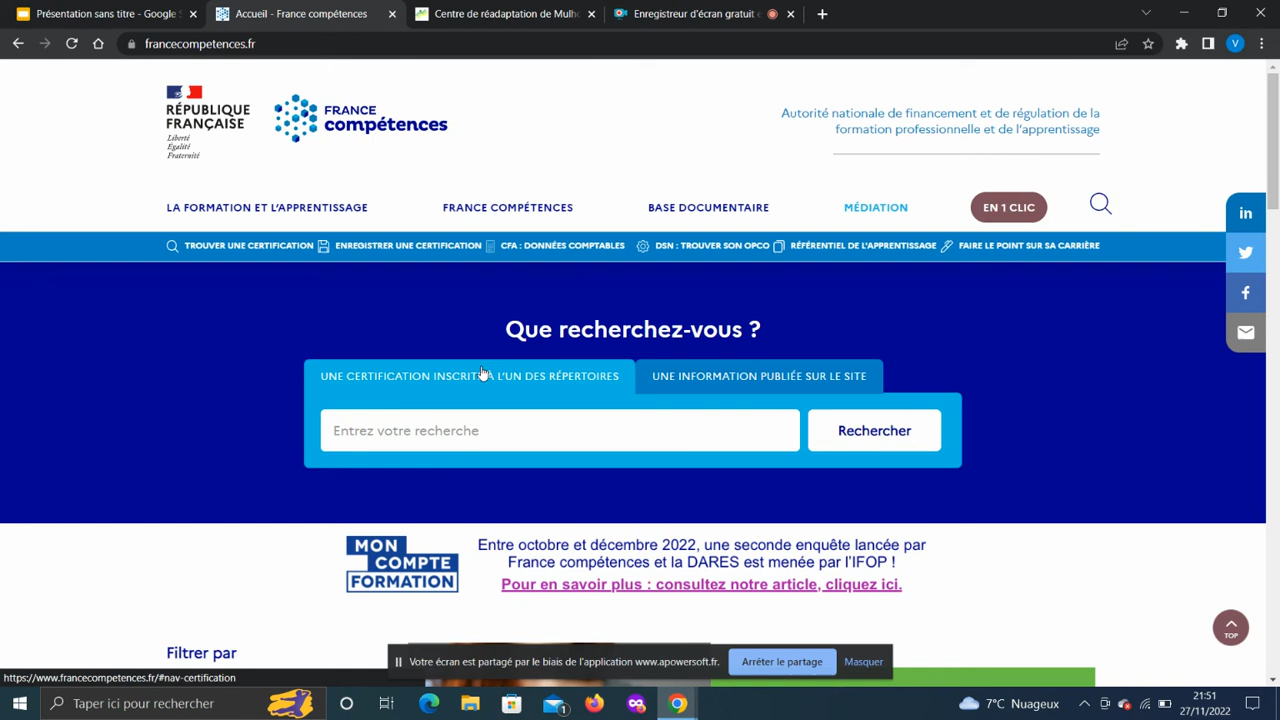 Présentation sans titre - Google S
Accueil - France compétences
Centre de réadaptation de Mulho
Enregistreur d'écran gratuit e
francecompetences.fr
V
RÉPUBLIQUE
FRANÇAISE
Liberté
Égalité
Fraternité
FRANCE
compétences
Autorité nationale de financement et de régulation de la
formation professionnelle et de l'apprentissage
LA FORMATION ET L'APPRENTISSAGE
FRANCE COMPÉTENCES
BASE DOCUMENTAIRE
MÉDIATION
EN 1 CLIC
in
TROUVER UNE CERTIFICATION
ENREGISTRER UNE CERTIFICATION
CFA : DONNÉES COMPTABLES
DSN : TROUVER SON OPCO
RÉFÉRENTIEL DE L'APPRENTISSAGE
FAIRE LE POINT SUR SA CARRIÈRE
Que recherchez-vous ?
UNE CERTIFICATION INSCRITE À L'UN DES RÉPERTOIRES
UNE INFORMATION PUBLIÉE SUR LE SITE
Entrez votre recherche
Rechercher
MON
COMPTE
FORMATION
Entre octobre et décembre 2022, une seconde enquête lancée par
France compétences et la DARES est menée par l'IFOP !
Pour en savoir plus : consultez notre article, cliquez ici.
TOP
Filtrer par
Votre écran est partagé par le biais de l'application www.apowersoft.fr.
Arrêter le partage
Masquer
https://www.francecompetences.fr/#nav-certification
Taper ici pour rechercher
1
7°C Nuageux
21:51
27/11/2022